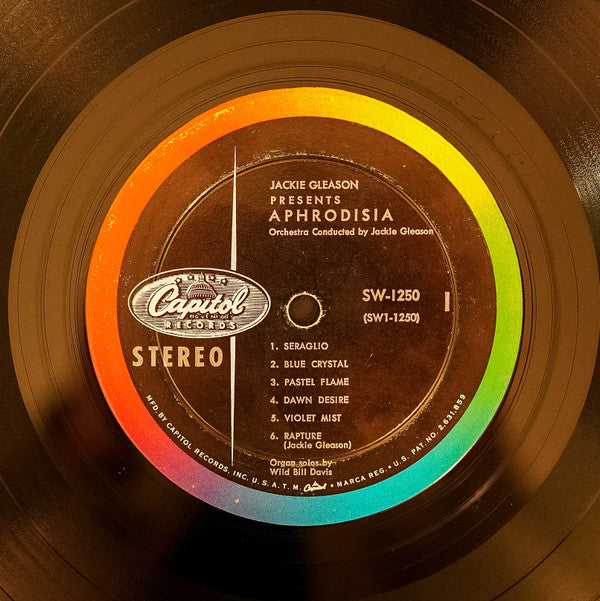 JACKIE GLEASON
PRESENTS
APHRODISIA
Orchestra Conducted by Jackie Gleason
Capitol
RECORDS
STEREO
SW-1250
1
(SW1-1250)
1. SERAGLIO
2. BLUE CRYSTAL
3. PASTEL FLAME
4. DAWN DESIRE
5. VIOLET MIST
6. RAPTURE
(Jackie Gleason)
Organ solos by
Wild Bill Davis
MFD. BY CAPITOL RECORDS, INC. U.S.A. T.M. Capitol • MARCA REG. • U.S. PAT. NO. 2,631,859